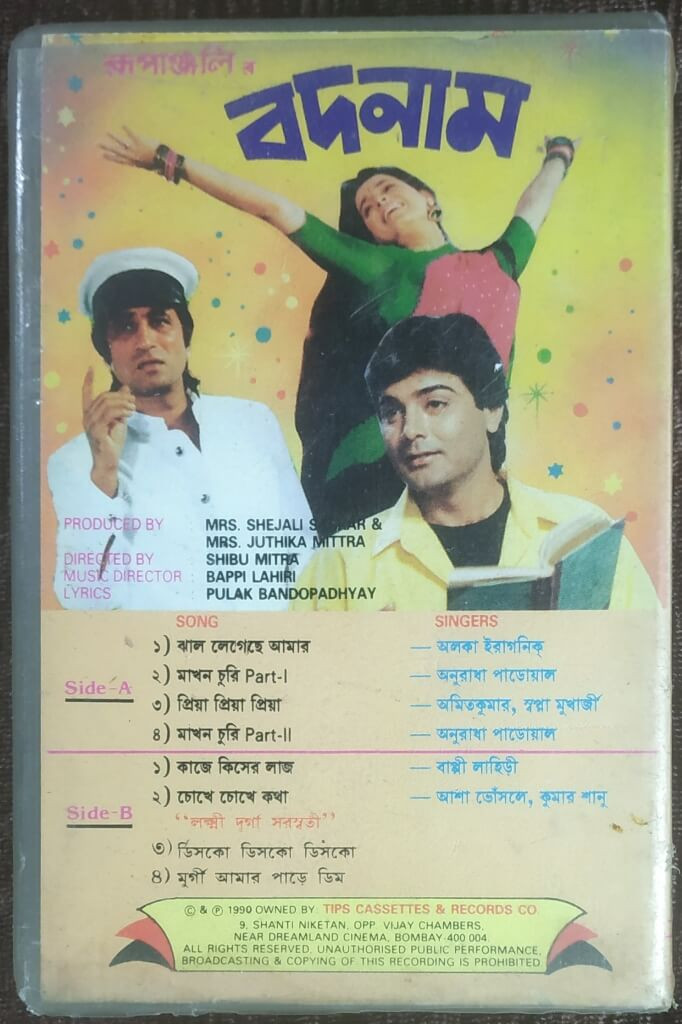 রূপাঞ্জলি র
বদনাম
PRODUCED BY MRS. SHEJALI &
MRS. JUTHIKA MITTRA
DIRECTED BY SHIBU MITRA
MUSIC DIRECTOR BAPPI LAHIRI
LYRICS PULAK BANDOPADHYAY
SONG SINGERS
Side-A
১) ঝাল লেগেছে আমার — অলকা ইরাগনিক্
২) মাখন চুরি Part-I — অনুরাধা পাডোয়াল
৩) প্রিয়া প্রিয়া প্রিয়া — অমিতকুমার, স্বপ্না মুখার্জী
৪) মাখন চুরি Part-II — অনুরাধা পাডোয়াল
Side-B
১) কাজে কিসের লাজ — বাপ্পী লাহিড়ী
২) চোখে চোখে কথা — আশা ভোঁসলে, কুমার শানু
“লক্ষ্মী দুর্গা সরস্বতী”
৩) ডিসকো ডিসকো ডিসকো
৪) মুর্গী আমার পাড়ে ডিম
© & ℗ 1990 OWNED BY: TIPS CASSETTES & RECORDS CO.
9, SHANTI NIKETAN, OPP. VIJAY CHAMBERS,
NEAR DREAMLAND CINEMA, BOMBAY-400 004.
ALL RIGHTS RESERVED, UNAUTHORISED PUBLIC PERFORMANCE,
BROADCASTING & COPYING OF THIS RECORDING IS PROHIBITED